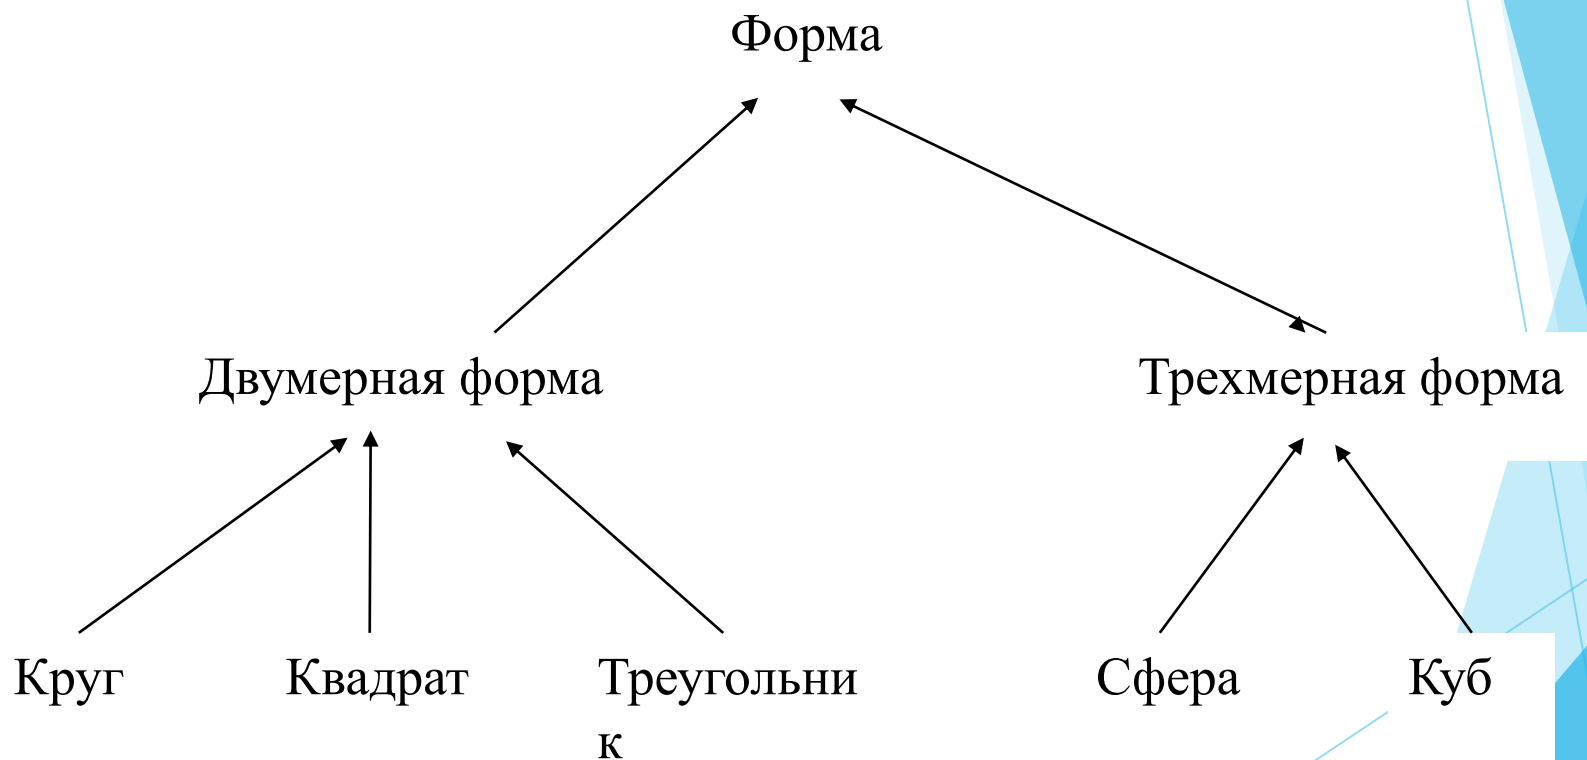 Форма
Двумерная форма
Трехмерная форма
Круг
Квадрат
Треугольни
к
Сфера
Куб